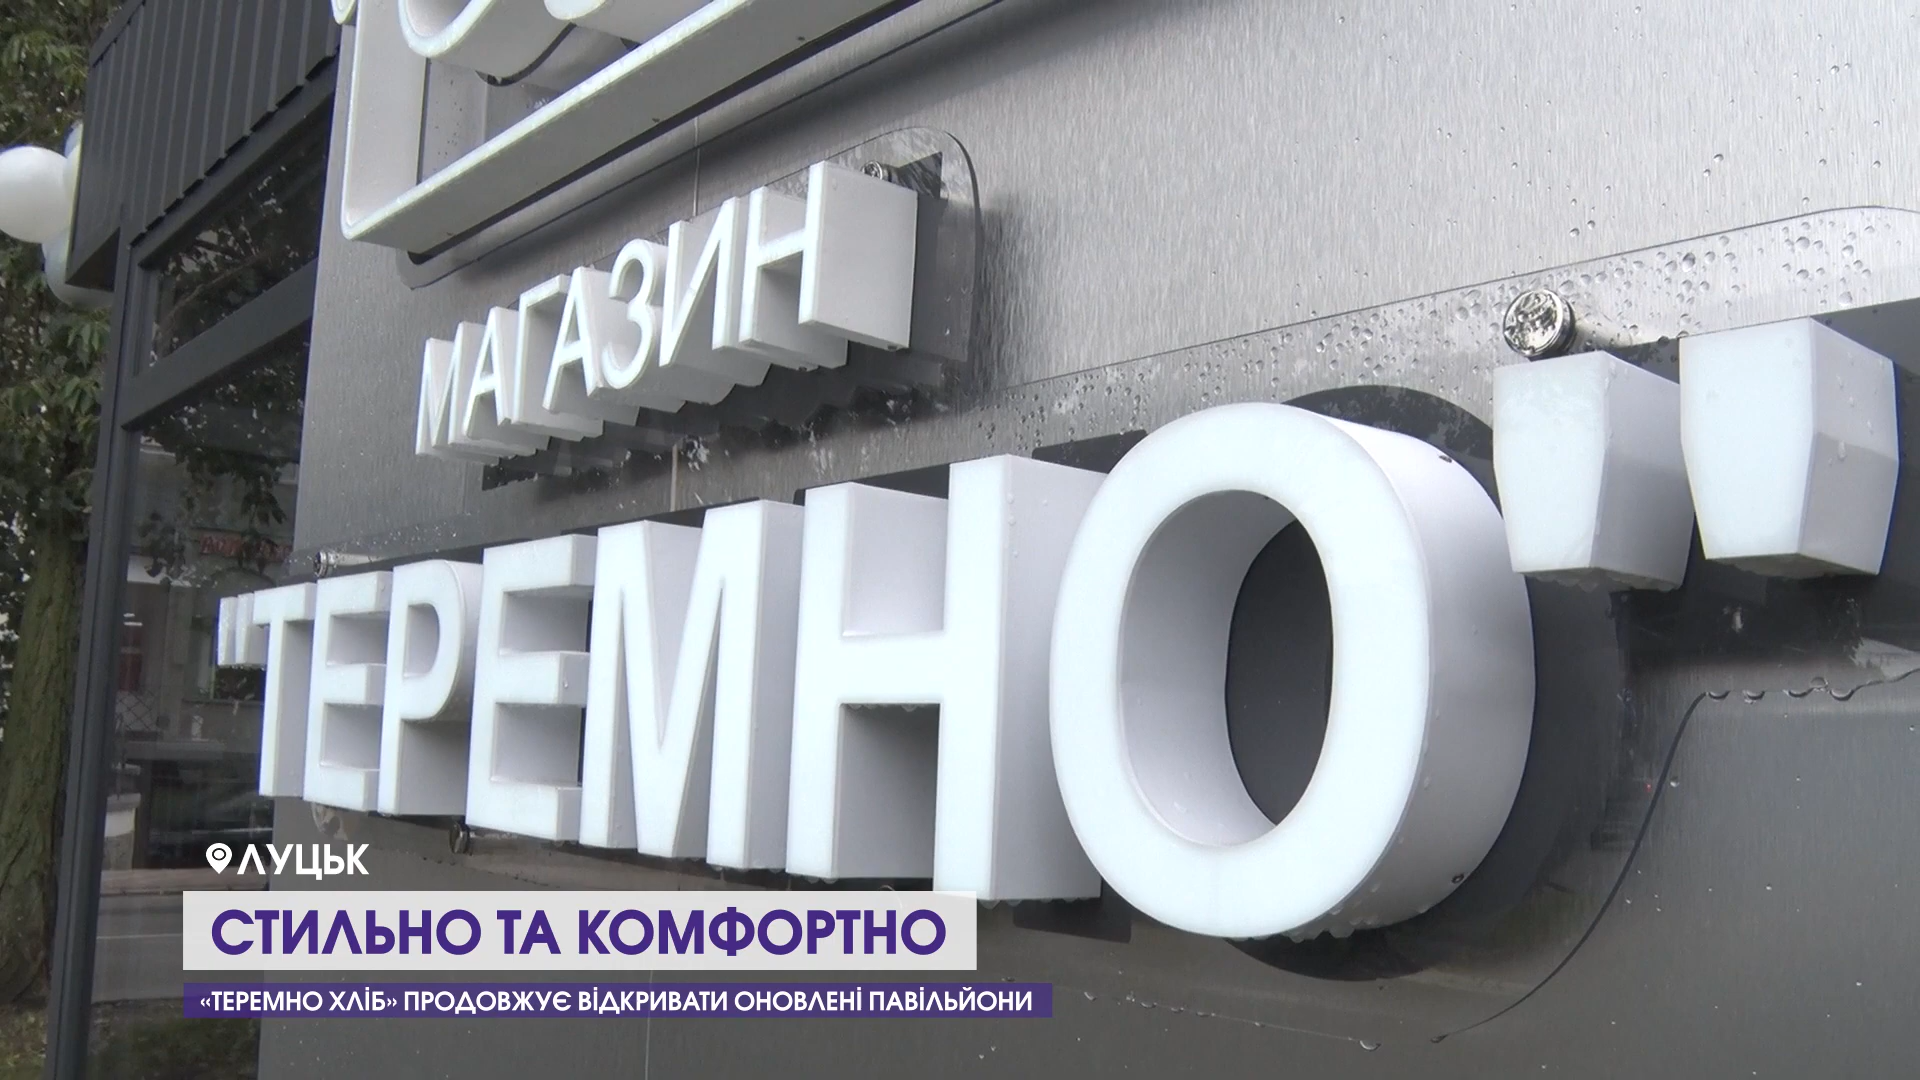 МАГАЗИН
"ТЕРЕМНО"
ЛУЦЬК
СТИЛЬНО ТА КОМФОРТНО
«ТЕРЕМНО ХЛІБ» ПРОДОВЖУЄ ВІДКРИВАТИ ОНОВЛЕНІ ПАВІЛЬЙОНИ